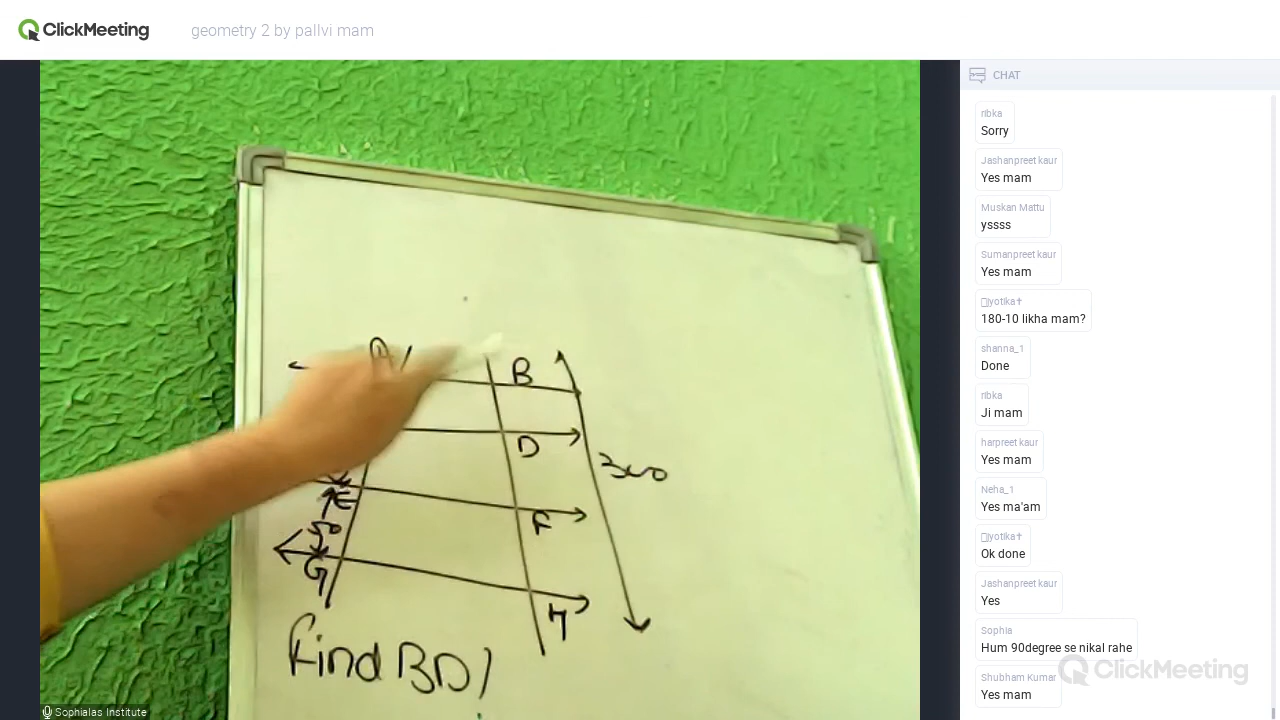 ClickMeeting
geometry 2 by pallvi mam
CHAT
ribka
Sorry
Jashanpreet kaur
Yes mam
Muskan Mattu
yssss
Sumanpreet kaur
Yes mam
jyotika✝
180-10 likha mam?
shanna_1
Done
ribka
Ji mam
harpreet kaur
Yes mam
Neha_1
Yes ma'am
jyotika✝
Ok done
Jashanpreet kaur
Yes
Sophia
Hum 90degree se nikal rahe
Shubham Kumar
Yes mam
ClickMeeting
B
D
300
E
F
50
G
H
find BD
Sophialas Institute